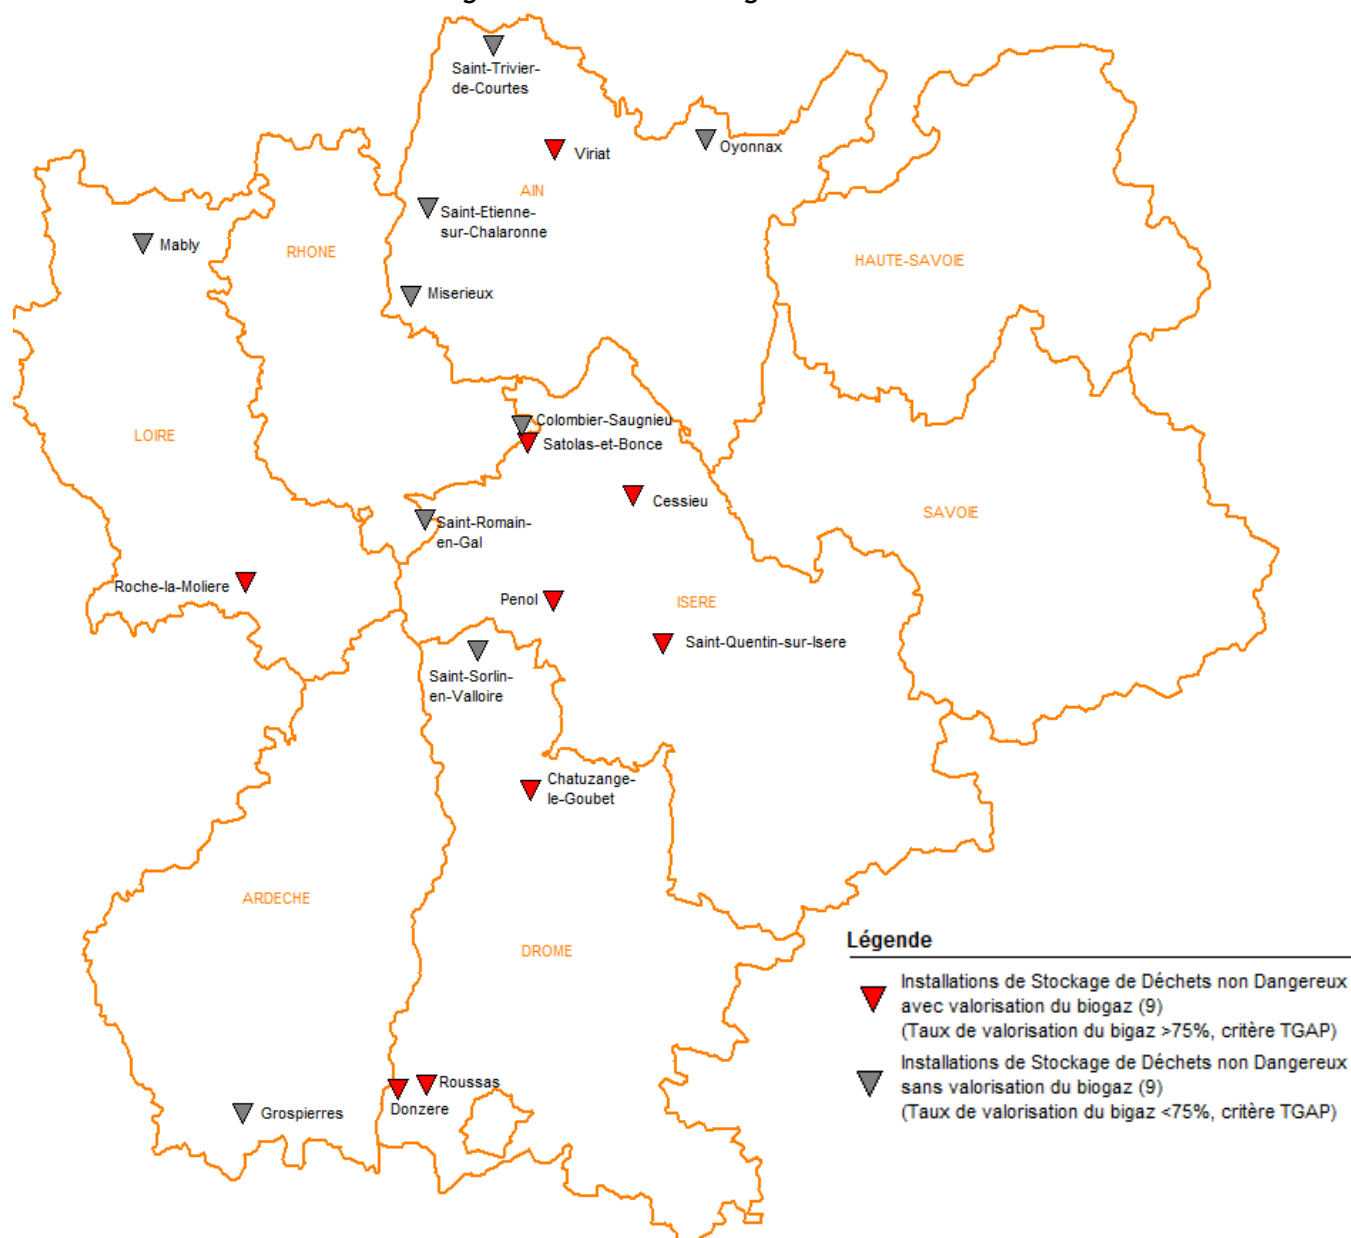 Saint-Trivier-
de-Courtes
Oyonnax
Viriat
AIN
Saint-Etienne-
sur-Chalaronne
Mably
RHONE
HAUTE-SAVOIE
Miserieux
Colombier-Saugnieu
LOIRE
Satolas-et-Bonce
Cessieu
SAVOIE
Saint-Romain-
en-Gal
Roche-la-Moliere
Penol
ISERE
Saint-Quentin-sur-Isere
Saint-Sorlin-
en-Valloire
Chatuzange-
le-Goubet
ARDECHE
DROME
Légende
Installations de Stockage de Déchets non Dangereux
avec valorisation du biogaz (9)
(Taux de valorisation du bigaz >75%, critère TGAP)
Installations de Stockage de Déchets non Dangereux
sans valorisation du biogaz (9)
(Taux de valorisation du bigaz <75%, critère TGAP)
Roussas
Donzere
Grospierres